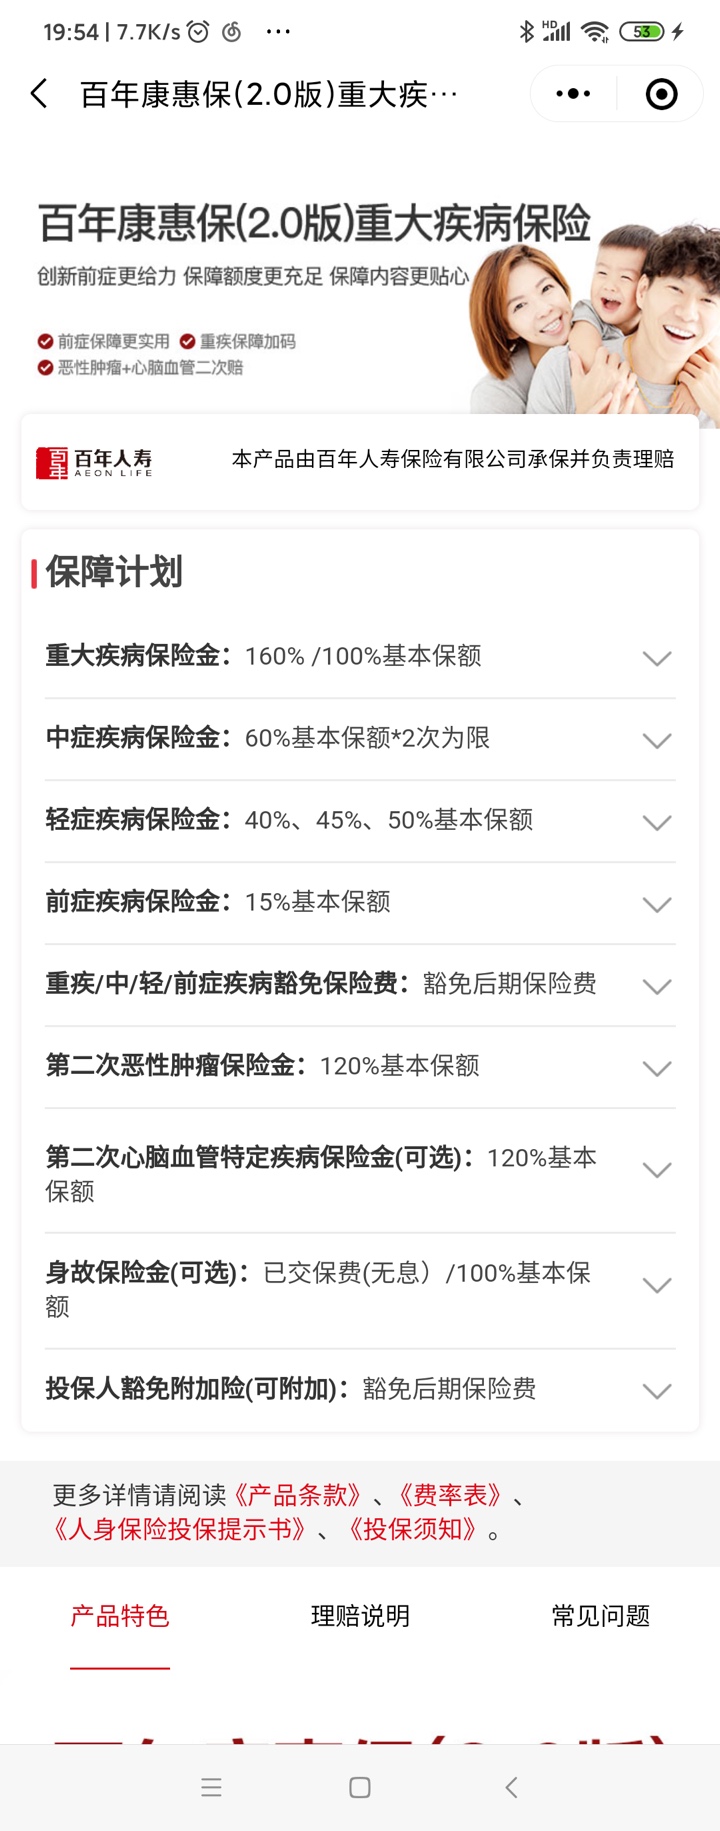 19:54 | 7.7K/s ...
HD 53
百年康惠保(2.0版)重大疾...
百年康惠保(2.0版)重大疾病保险
创新前症更给力 保障额度更充足 保障内容更贴心
前症保障更实用 重疾保障加码
恶性肿瘤+心脑血管二次赔
百年 百年人寿 AEON LIFE
本产品由百年人寿保险有限公司承保并负责理赔
保障计划
重大疾病保险金：160% /100%基本保额
中症疾病保险金：60%基本保额*2次为限
轻症疾病保险金：40%、45%、50%基本保额
前症疾病保险金：15%基本保额
重疾/中/轻/前症疾病豁免保险费：豁免后期保险费
第二次恶性肿瘤保险金：120%基本保额
第二次心脑血管特定疾病保险金(可选)：120%基本
保额
身故保险金(可选)：已交保费(无息）/100%基本保
额
投保人豁免附加险(可附加)：豁免后期保险费
更多详情请阅读《产品条款》、《费率表》、
《人身保险投保提示书》、《投保须知》。
产品特色 理赔说明 常见问题